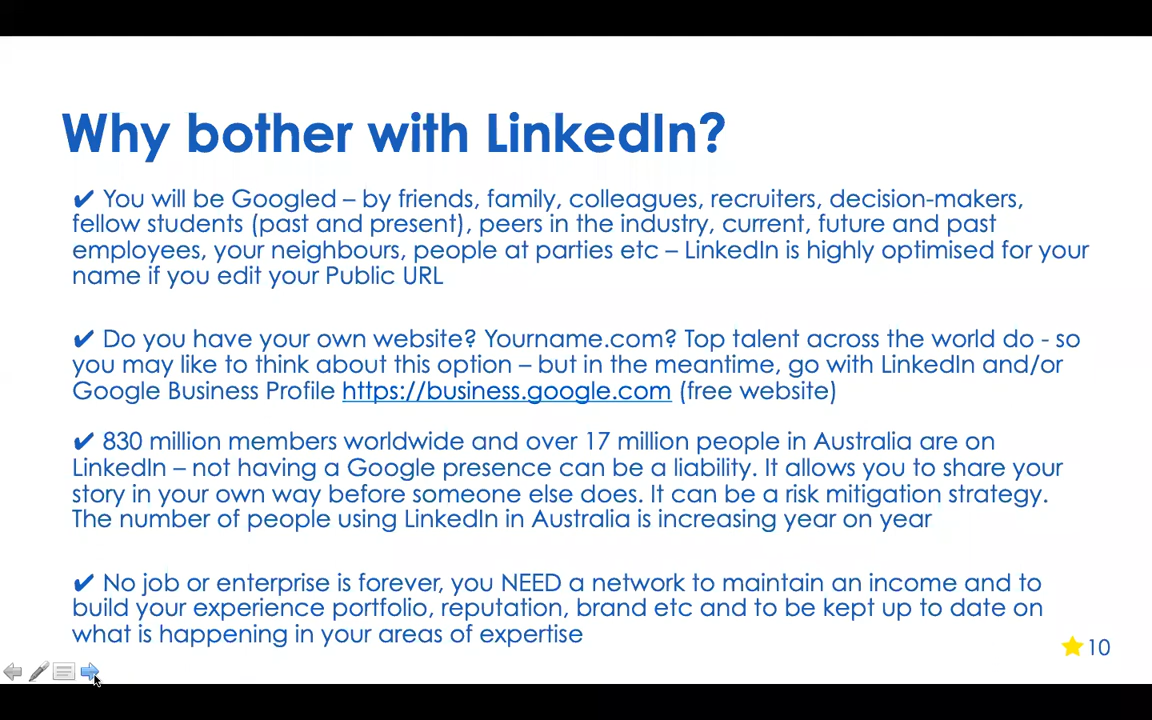 Why bother with LinkedIn?
✔ You will be Googled – by friends, family, colleagues, recruiters, decision-makers,
fellow students (past and present), peers in the industry, current, future and past
employees, your neighbours, people at parties etc – LinkedIn is highly optimised for your
name if you edit your Public URL
✔ Do you have your own website? Yourname.com? Top talent across the world do - so
you may like to think about this option – but in the meantime, go with LinkedIn and/or
Google Business Profile https://business.google.com (free website)
✔ 830 million members worldwide and over 17 million people in Australia are on
LinkedIn – not having a Google presence can be a liability. It allows you to share your
story in your own way before someone else does. It can be a risk mitigation strategy.
The number of people using LinkedIn in Australia is increasing year on year
✔ No job or enterprise is forever, you NEED a network to maintain an income and to
build your experience portfolio, reputation, brand etc and to be kept up to date on
what is happening in your areas of expertise
10